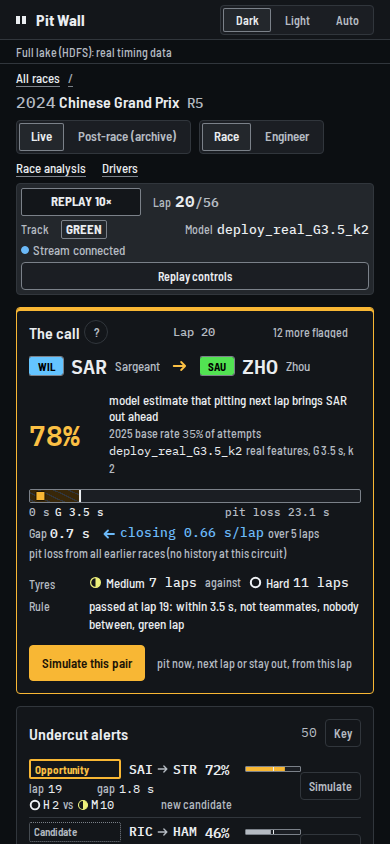 Pit Wall
Dark Light Auto
Full lake (HDFS): real timing data
All races /
2024 Chinese Grand Prix R5
Live Post-race (archive) Race Engineer
Race analysis Drivers
REPLAY 10× Lap 20/56
Track GREEN Model deploy_real_G3.5_k2
Stream connected
Replay controls
The call ? Lap 20 12 more flagged
WIL SAR Sargeant → SAU ZHO Zhou
78%
model estimate that pitting next lap brings SAR
out ahead
2025 base rate 35% of attempts
deploy_real_G3.5_k2 real features, G 3.5 s, k
2
0 s G 3.5 s pit loss 23.1 s
Gap 0.7 s ← closing 0.66 s/lap over 5 laps
pit loss from all earlier races (no history at this circuit)
Tyres Medium 7 laps against Hard 11 laps
Rule passed at lap 19: within 3.5 s, not teammates, nobody
between, green lap
Simulate this pair pit now, next lap or stay out, from this lap
Undercut alerts 50 Key
Opportunity SAI → STR 72%
lap 19 gap 1.8 s Simulate
H 2 vs M 10 new candidate
Candidate RIC → HAM 46%